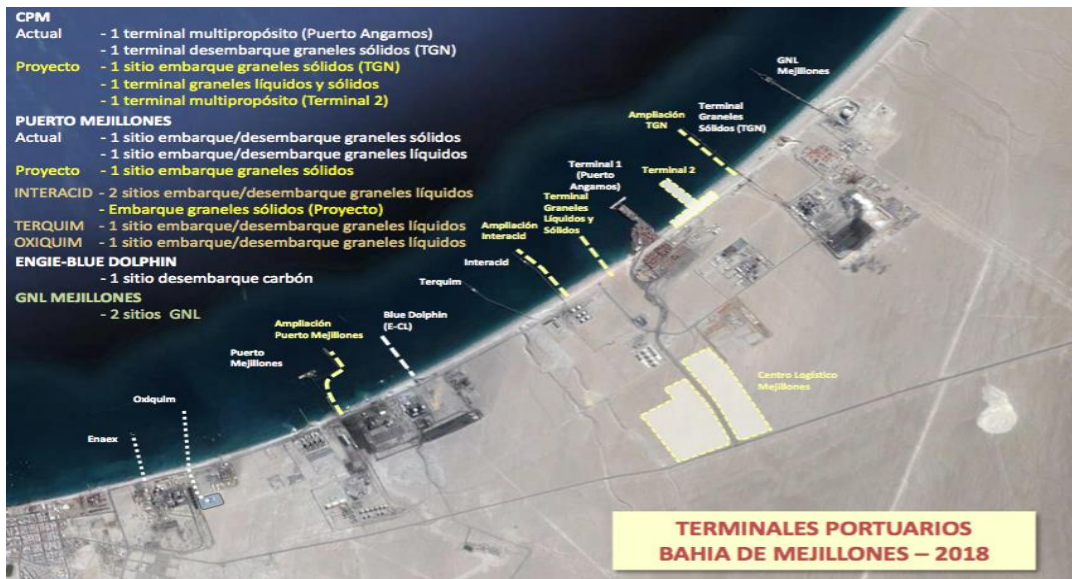 CPM
Actual - 1 terminal multipropósito (Puerto Angamos)
- 1 terminal desembarque graneles sólidos (TGN)
Proyecto - 1 sitio embarque graneles sólidos (TGN)
- 1 terminal graneles líquidos y sólidos
- 1 terminal multipropósito (Terminal 2)
PUERTO MEJILLONES
Actual - 1 sitio embarque/desembarque graneles sólidos
- 1 sitio embarque/desembarque graneles líquidos
Proyecto - 1 sitio embarque graneles sólidos
INTERACID - 2 sitios embarque/desembarque graneles líquidos
- Embarque graneles sólidos (Proyecto)
TERQUIM - 1 sitio embarque/desembarque graneles líquidos
OXIQUIM - 1 sitio embarque/desembarque graneles líquidos
ENGIE-BLUE DOLPHIN
- 1 sitio desembarque carbón
GNL MEJILLONES
- 2 sitios GNL
GNL
Mejillones
Ampliación
TGN
Terminal
Graneles
Sólidos (TGN)
Terminal 1
(Puerto
Angamos)
Terminal 2
Terminal
Graneles
Líquidos y
Sólidos
Ampliación
Interacid
Interacid
Terquim
Blue Dolphin
(E-CL)
Ampliación
Puerto Mejillones
Puerto
Mejillones
Oxiquim
Enaex
Centro Logístico
Mejillones
TERMINALES PORTUARIOS
BAHIA DE MEJILLONES – 2018